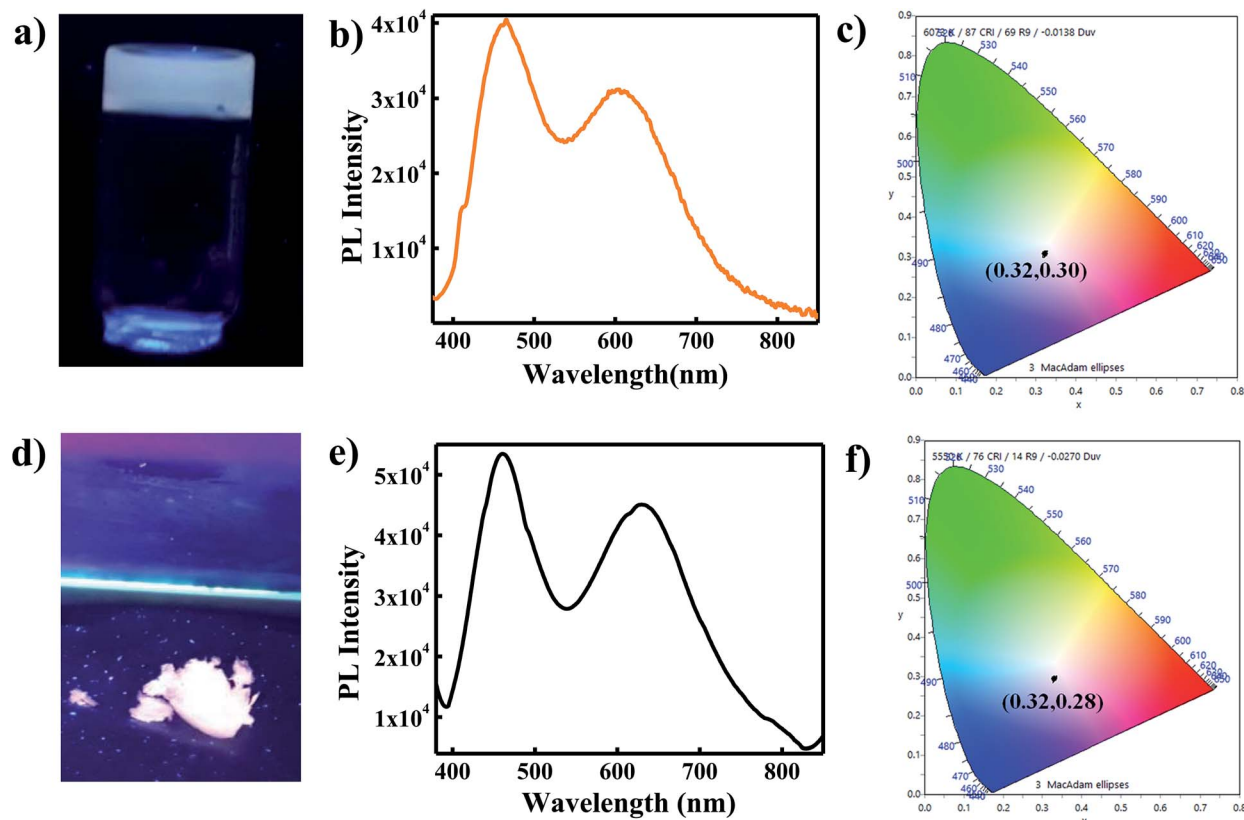 a)
b)
4x10⁴
3x10⁴
2x10⁴
1x10⁴
PL Intensity
400 500 600 700 800
Wavelength(nm)
c)
/ 87 CRI / 69 R9 / -0.0138 Duv
0.9
0.8
0.7
0.6
0.5
0.4
0.3
0.2
0.1
0.0
y
510
530
540
550
560
570
580
590
600
610
620
650
500
490
480
470
460
(0.32,0.30)
3 MacAdam ellipses
0.0 0.1 0.2 0.3 0.4 0.5 0.6 0.7 0.8
x
d)
e)
5x10⁴
4x10⁴
3x10⁴
2x10⁴
1x10⁴
PL Intensity
400 500 600 700 800
Wavelength (nm)
f)
/ 76 CRI / 14 R9 / -0.0270 Duv
0.9
0.8
0.7
0.6
0.5
0.4
0.3
0.2
0.1
0.0
y
510
530
540
550
560
570
580
590
600
610
620
650
500
490
480
470
460
(0.32,0.28)
3 MacAdam ellipses
0.0 0.1 0.2 0.3 0.4 0.5 0.6 0.7 0.8